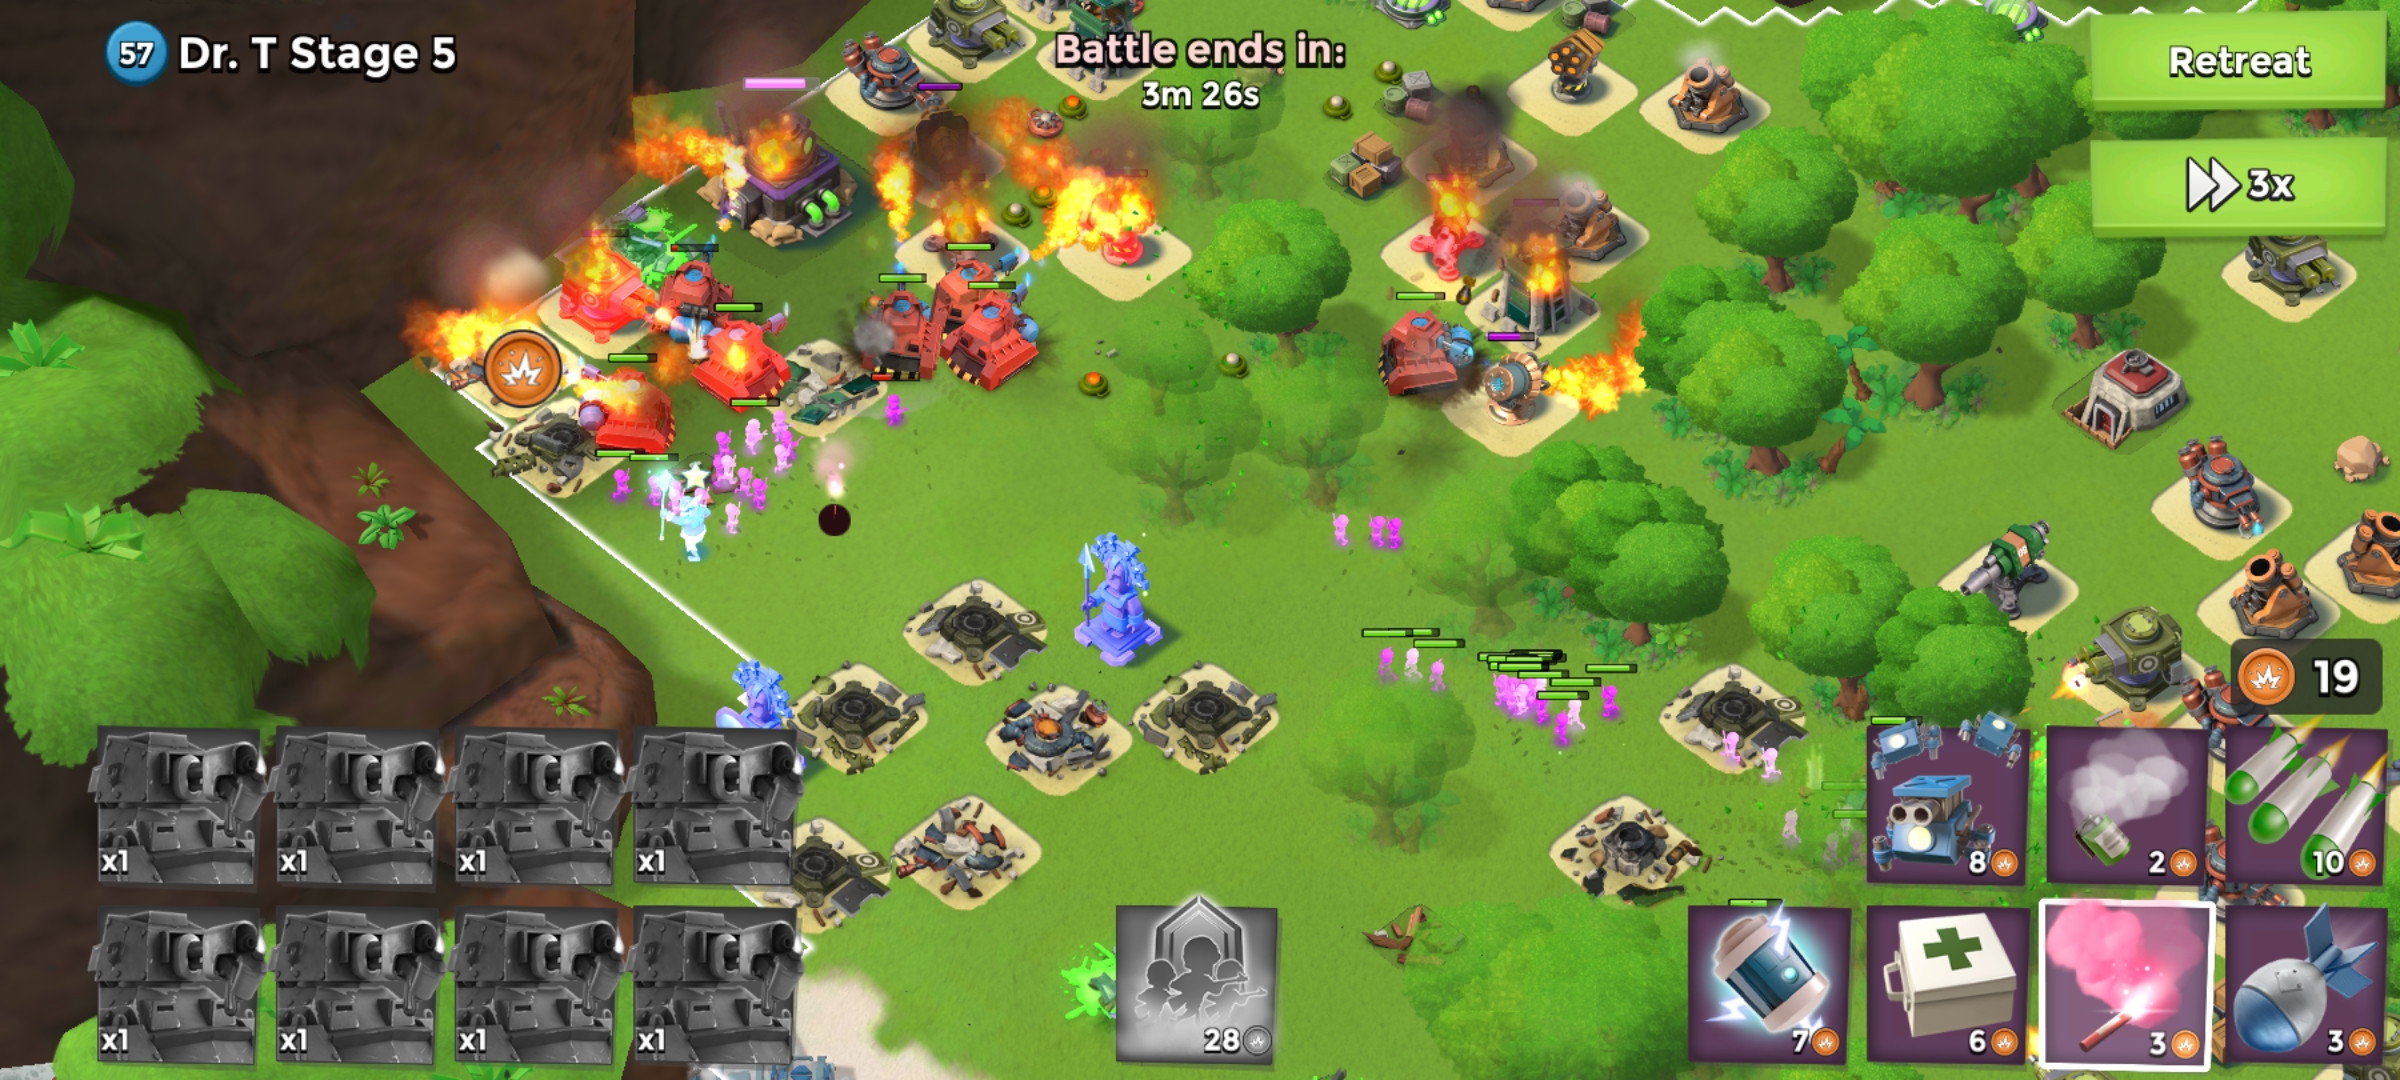 57 Dr. T Stage 5
Battle ends in:
3m 26s
Retreat
3x
19
x1 x1 x1 x1
8 2 10
x1 x1 x1 x1
28
7 6 3 3